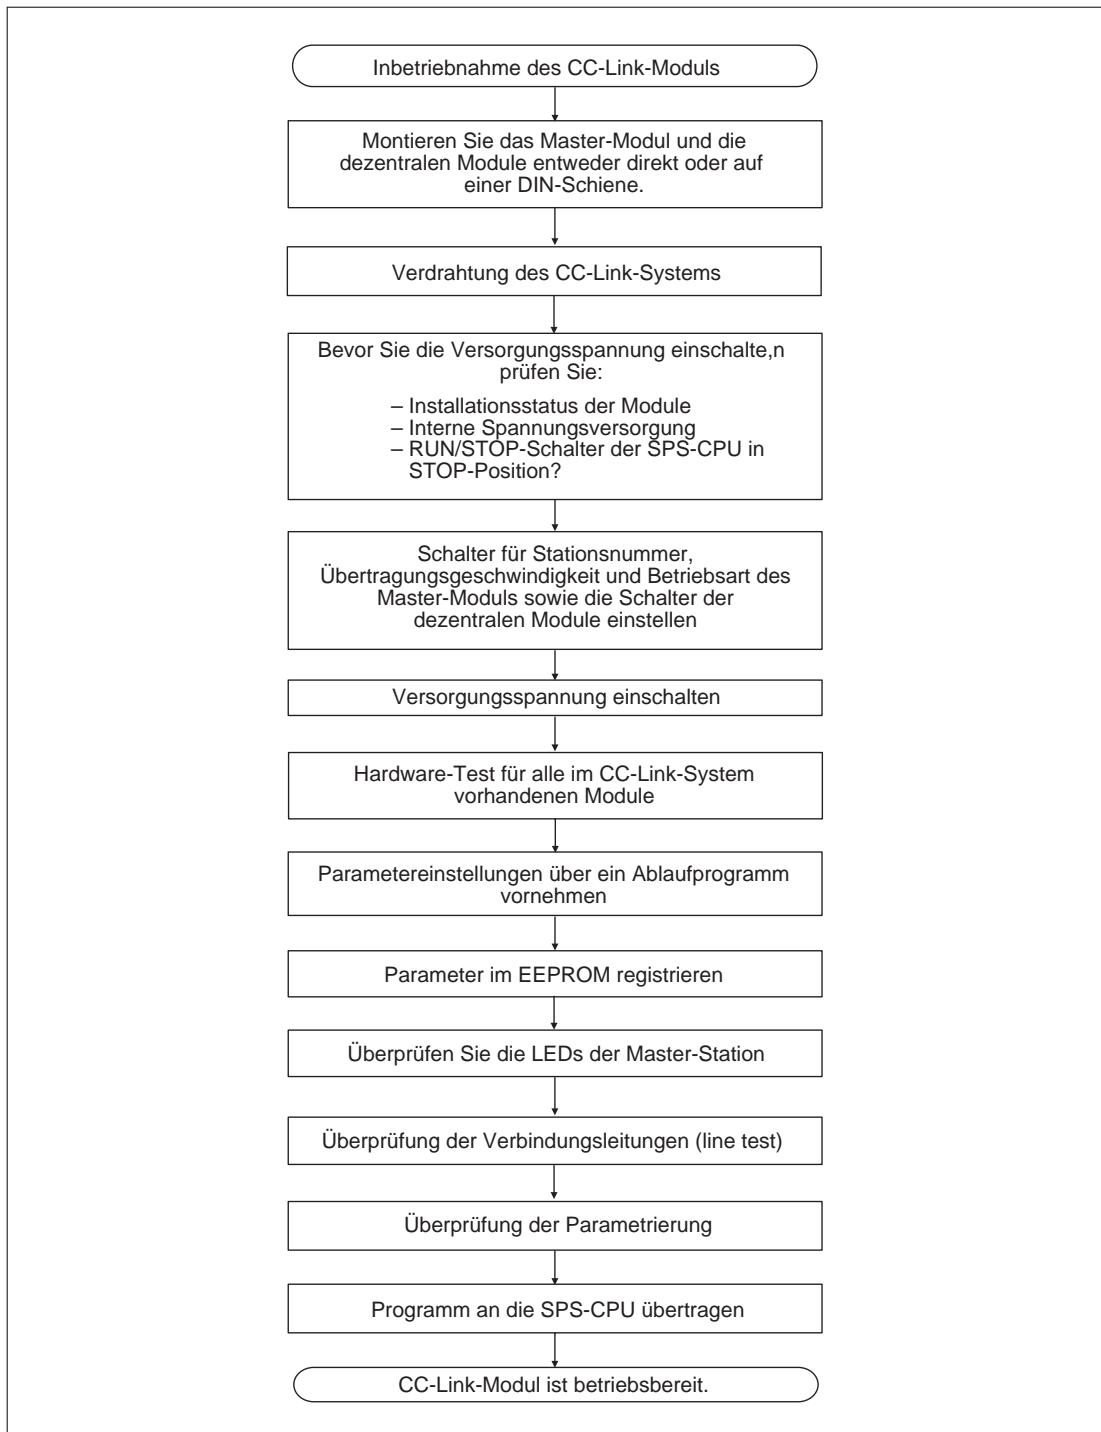 Inbetriebnahme des CC-Link-Moduls
Montieren Sie das Master-Modul und die
dezentralen Module entweder direkt oder auf
einer DIN-Schiene.
Verdrahtung des CC-Link-Systems
Bevor Sie die Versorgungsspannung einschalte,n
prüfen Sie:
– Installationsstatus der Module
– Interne Spannungsversorgung
– RUN/STOP-Schalter der SPS-CPU in
STOP-Position?
Schalter für Stationsnummer,
Übertragungsgeschwindigkeit und Betriebsart des
Master-Moduls sowie die Schalter der
dezentralen Module einstellen
Versorgungsspannung einschalten
Hardware-Test für alle im CC-Link-System
vorhandenen Module
Parametereinstellungen über ein Ablaufprogramm
vornehmen
Parameter im EEPROM registrieren
Überprüfen Sie die LEDs der Master-Station
Überprüfung der Verbindungsleitungen (line test)
Überprüfung der Parametrierung
Programm an die SPS-CPU übertragen
CC-Link-Modul ist betriebsbereit.